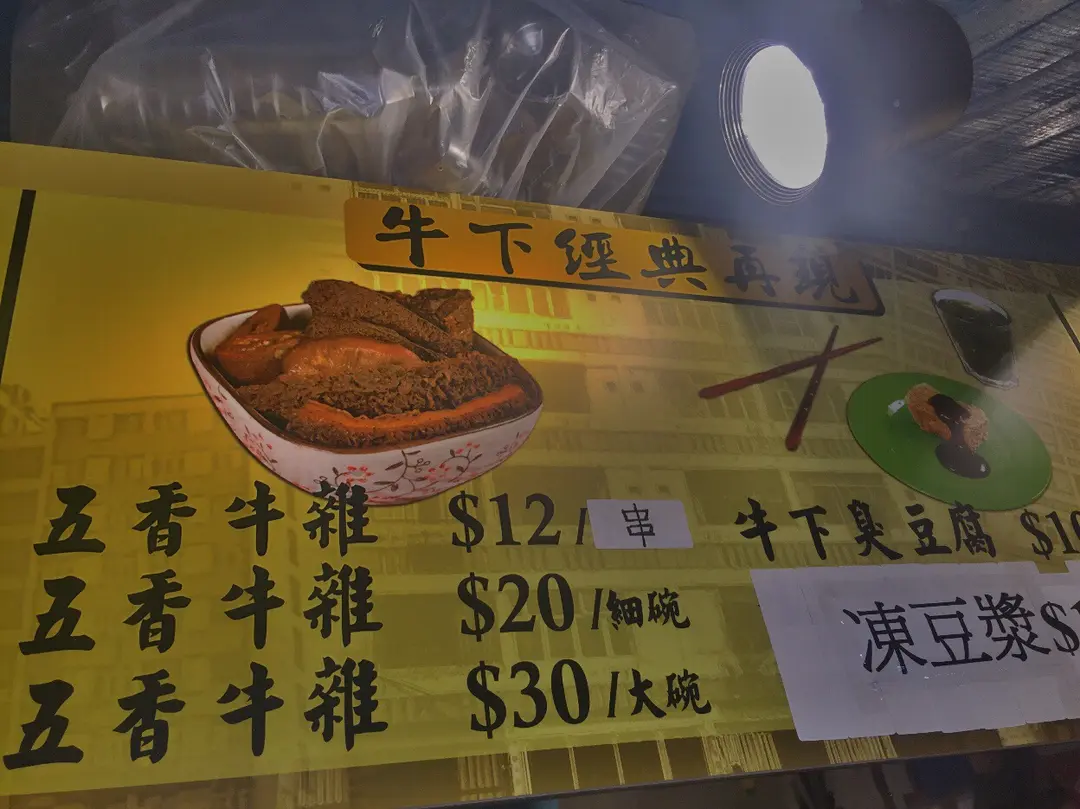 牛下經典再現
五香牛雜 $12/串
五香牛雜 $20/細碗
五香牛雜 $30/大碗
牛下臭豆腐
凍豆漿